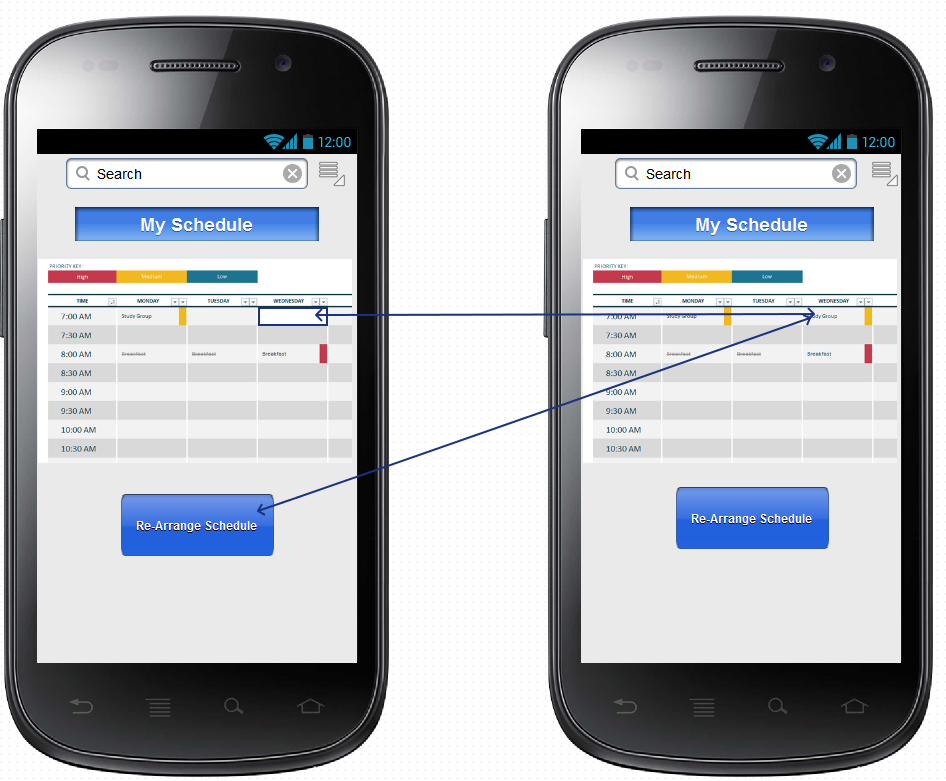 12:00
Search
My Schedule
PRIORITY KEY:
High Medium Low
TIME MONDAY TUESDAY WEDNESDAY
7:00 AM Study Group
7:30 AM
8:00 AM Breakfast Breakfast Breakfast
8:30 AM
9:00 AM
9:30 AM
10:00 AM
10:30 AM
Re-Arrange Schedule
12:00
Search
My Schedule
PRIORITY KEY:
High Medium Low
TIME MONDAY TUESDAY WEDNESDAY
7:00 AM Study Group Study Group
7:30 AM
8:00 AM Breakfast Breakfast Breakfast
8:30 AM
9:00 AM
9:30 AM
10:00 AM
10:30 AM
Re-Arrange Schedule